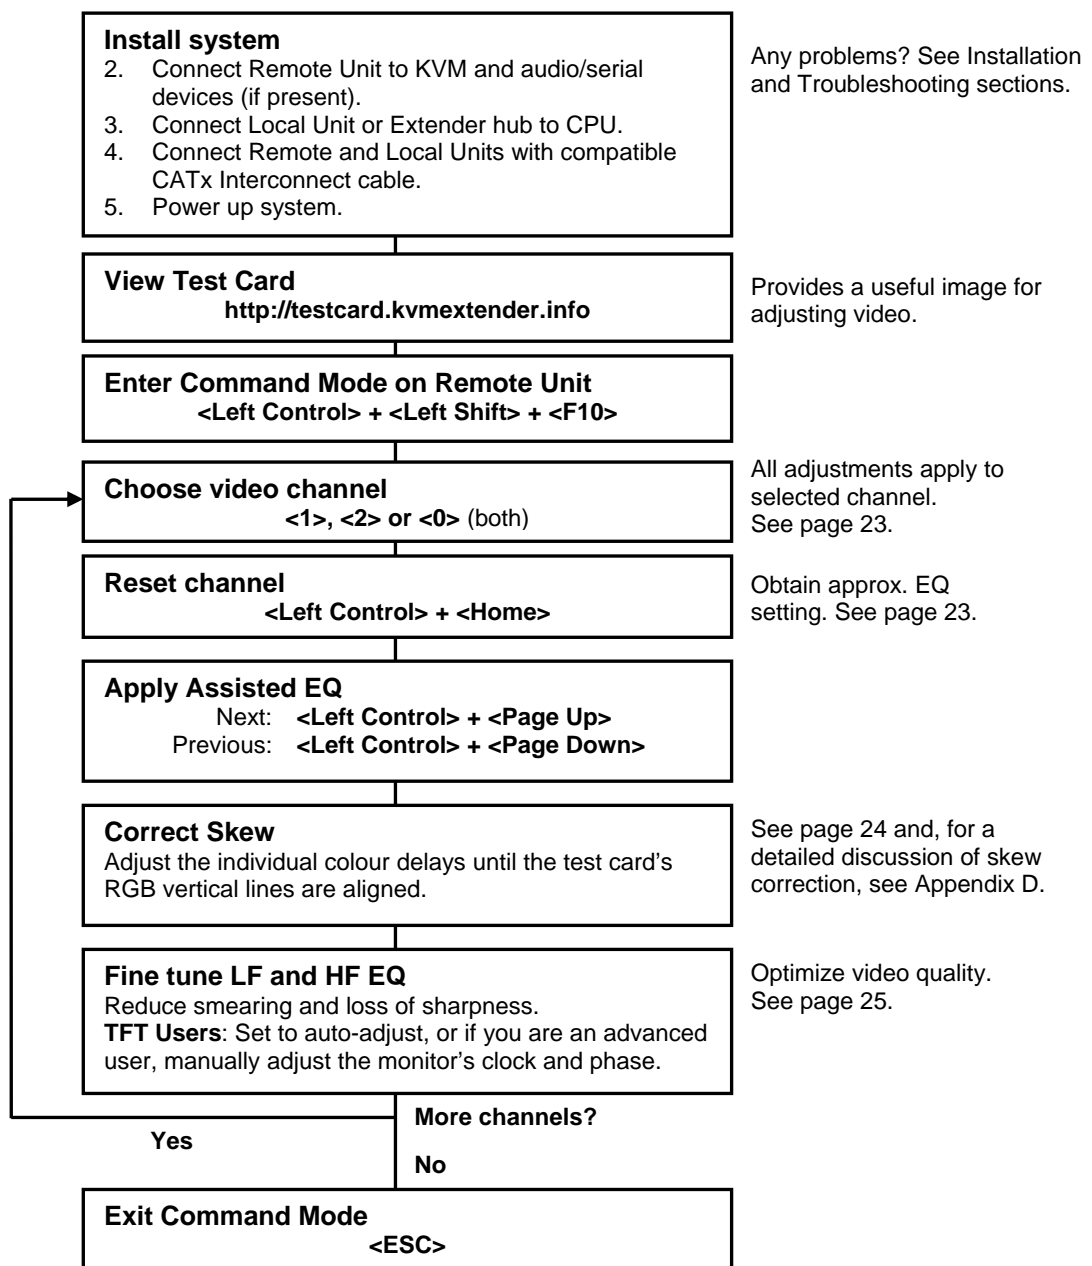 Install system
2. Connect Remote Unit to KVM and audio/serial
devices (if present).
3. Connect Local Unit or Extender hub to CPU.
4. Connect Remote and Local Units with compatible
CATx Interconnect cable.
5. Power up system.
Any problems? See Installation
and Troubleshooting sections.
View Test Card
http://testcard.kvmextender.info
Provides a useful image for
adjusting video.
Enter Command Mode on Remote Unit
<Left Control> + <Left Shift> + <F10>
Choose video channel
<1>, <2> or <0> (both)
All adjustments apply to
selected channel.
See page 23.
Reset channel
<Left Control> + <Home>
Obtain approx. EQ
setting. See page 23.
Apply Assisted EQ
Next: <Left Control> + <Page Up>
Previous: <Left Control> + <Page Down>
Correct Skew
Adjust the individual colour delays until the test card's
RGB vertical lines are aligned.
See page 24 and, for a
detailed discussion of skew
correction, see Appendix D.
Fine tune LF and HF EQ
Reduce smearing and loss of sharpness.
TFT Users: Set to auto-adjust, or if you are an advanced
user, manually adjust the monitor's clock and phase.
Optimize video quality.
See page 25.
More channels?
Yes
No
Exit Command Mode
<ESC>